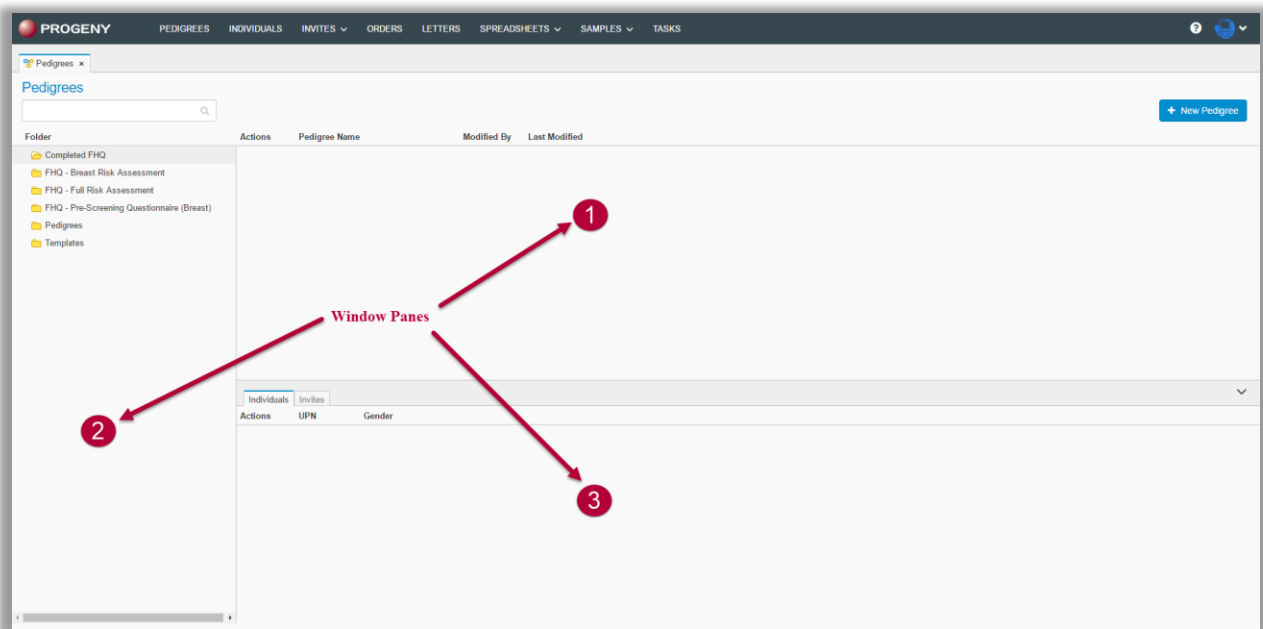 PROGENY PEDIGREES INDIVIDUALS INVITES ORDERS LETTERS SPREADSHEETS SAMPLES TASKS ?
Pedigrees ×
Pedigrees
+ New Pedigree
Folder Actions Pedigree Name Modified By Last Modified
Completed FHQ
FHQ - Breast Risk Assessment
FHQ - Full Risk Assessment
FHQ - Pre-Screening Questionnaire (Breast)
Pedigrees
Templates
1
Window Panes
Individuals Invites
Actions UPN Gender
2
3